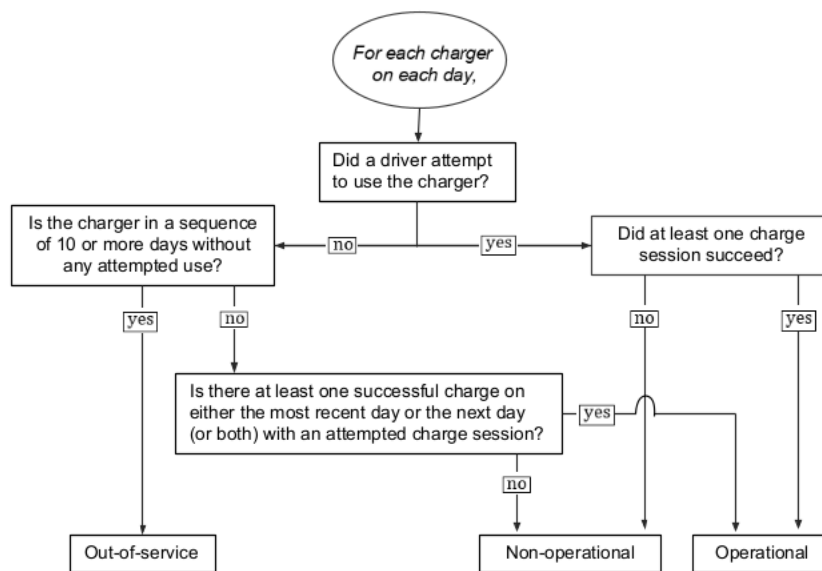 For each charger
on each day,
Did a driver attempt
to use the charger?
Is the charger in a sequence
of 10 or more days without
any attempted use?
no
yes
Did at least one charge
session succeed?
yes
no
no
yes
Is there at least one successful charge on
either the most recent day or the next day
(or both) with an attempted charge session?
yes
no
Out-of-service
Non-operational
Operational